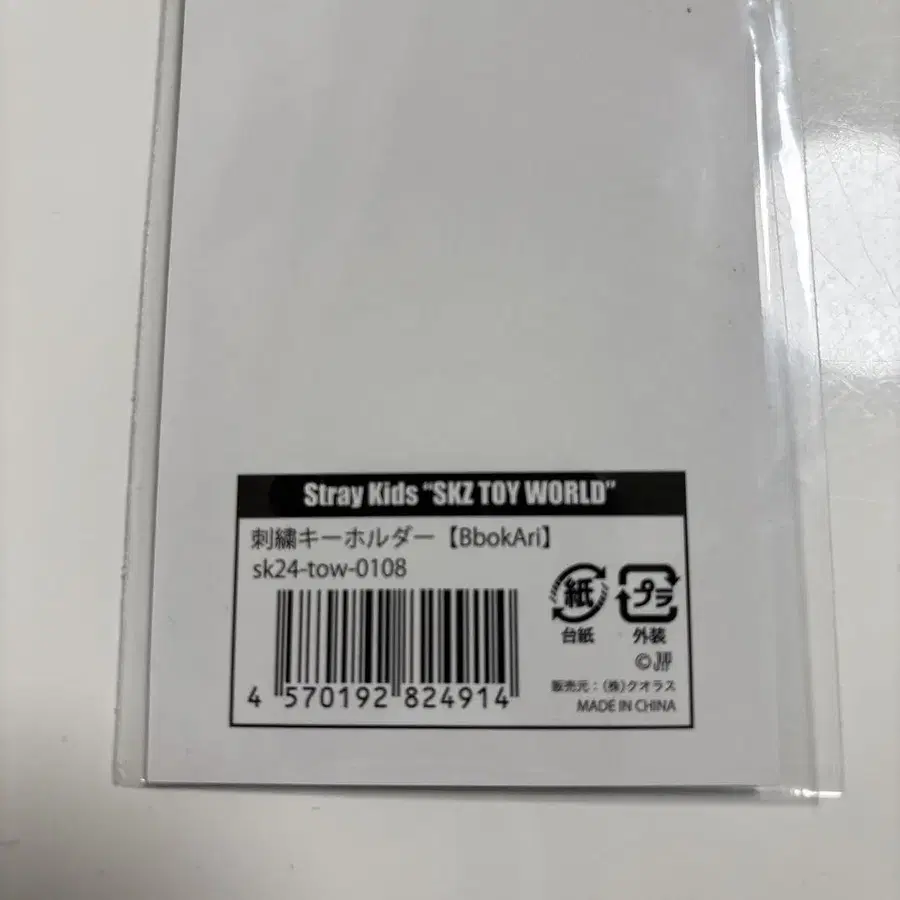 Stray Kids “SKZ TOY WORLD”
刺繍キーホルダー【BbokAri】
sk24-tow-0108
紙
プラ
台紙
外装
©JYP
販売元：（株）クオラス
4 570192 824914
MADE IN CHINA